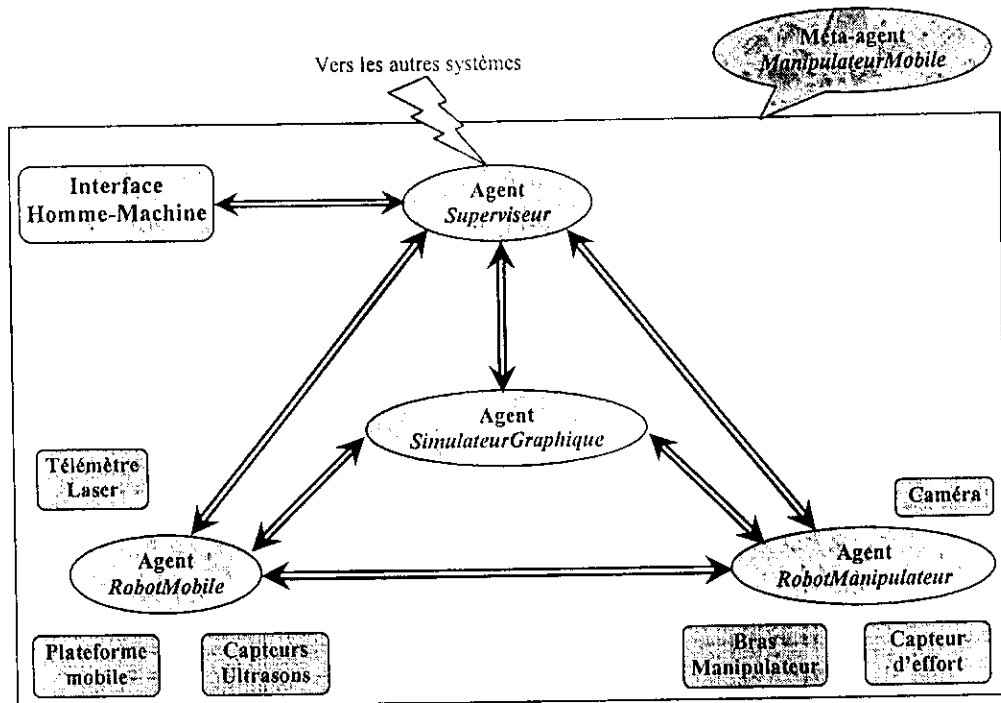 Méta-agent
ManipulateurMobile
Vers les autres systèmes
Interface
Homme-Machine
Agent
Superviseur
Agent
SimulateurGraphique
Télémètre
Laser
Caméra
Agent
RobotMobile
Agent
RobotManipulateur
Plateforme
mobile
Capteurs
Ultrasons
Bras
Manipulateur
Capteur
d'effort